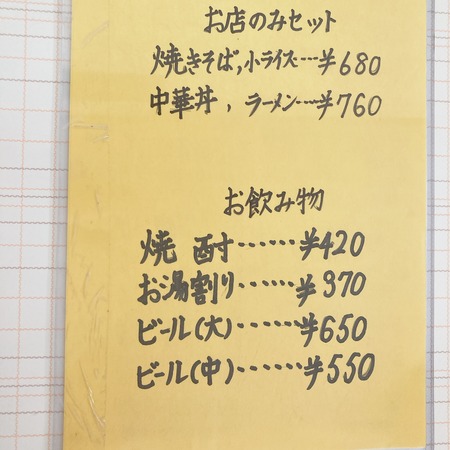 お店のみセット
焼きそば,小ライス…¥680
中華丼,ラーメン…¥760
お飲み物
焼酎……¥420
お湯割り……¥370
ビール(大)……¥650
ビール(中)……¥550